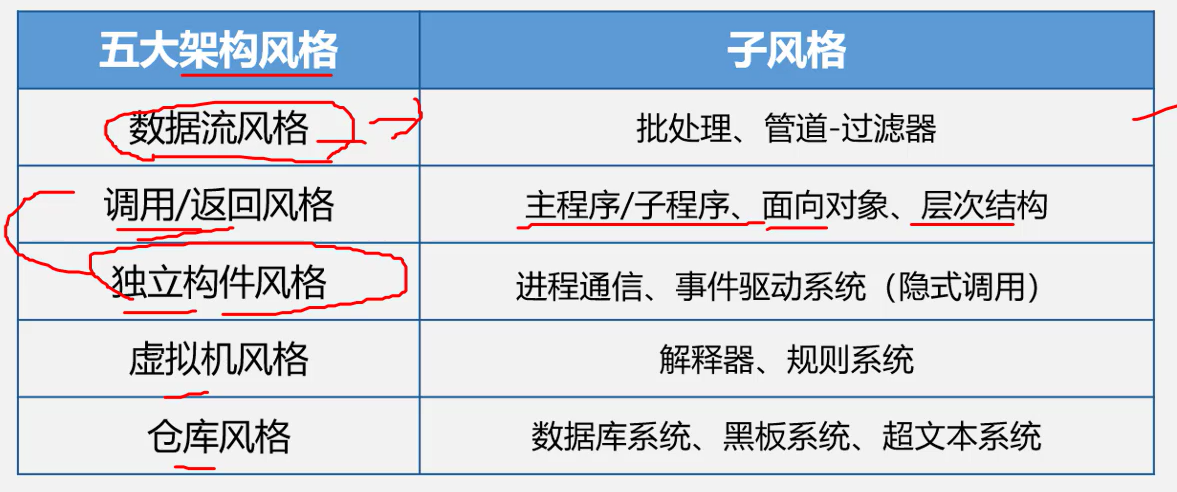 五大架构风格 子风格
数据流风格 批处理、管道-过滤器
调用/返回风格 主程序/子程序、面向对象、层次结构
独立构件风格 进程通信、事件驱动系统（隐式调用）
虚拟机风格 解释器、规则系统
仓库风格 数据库系统、黑板系统、超文本系统